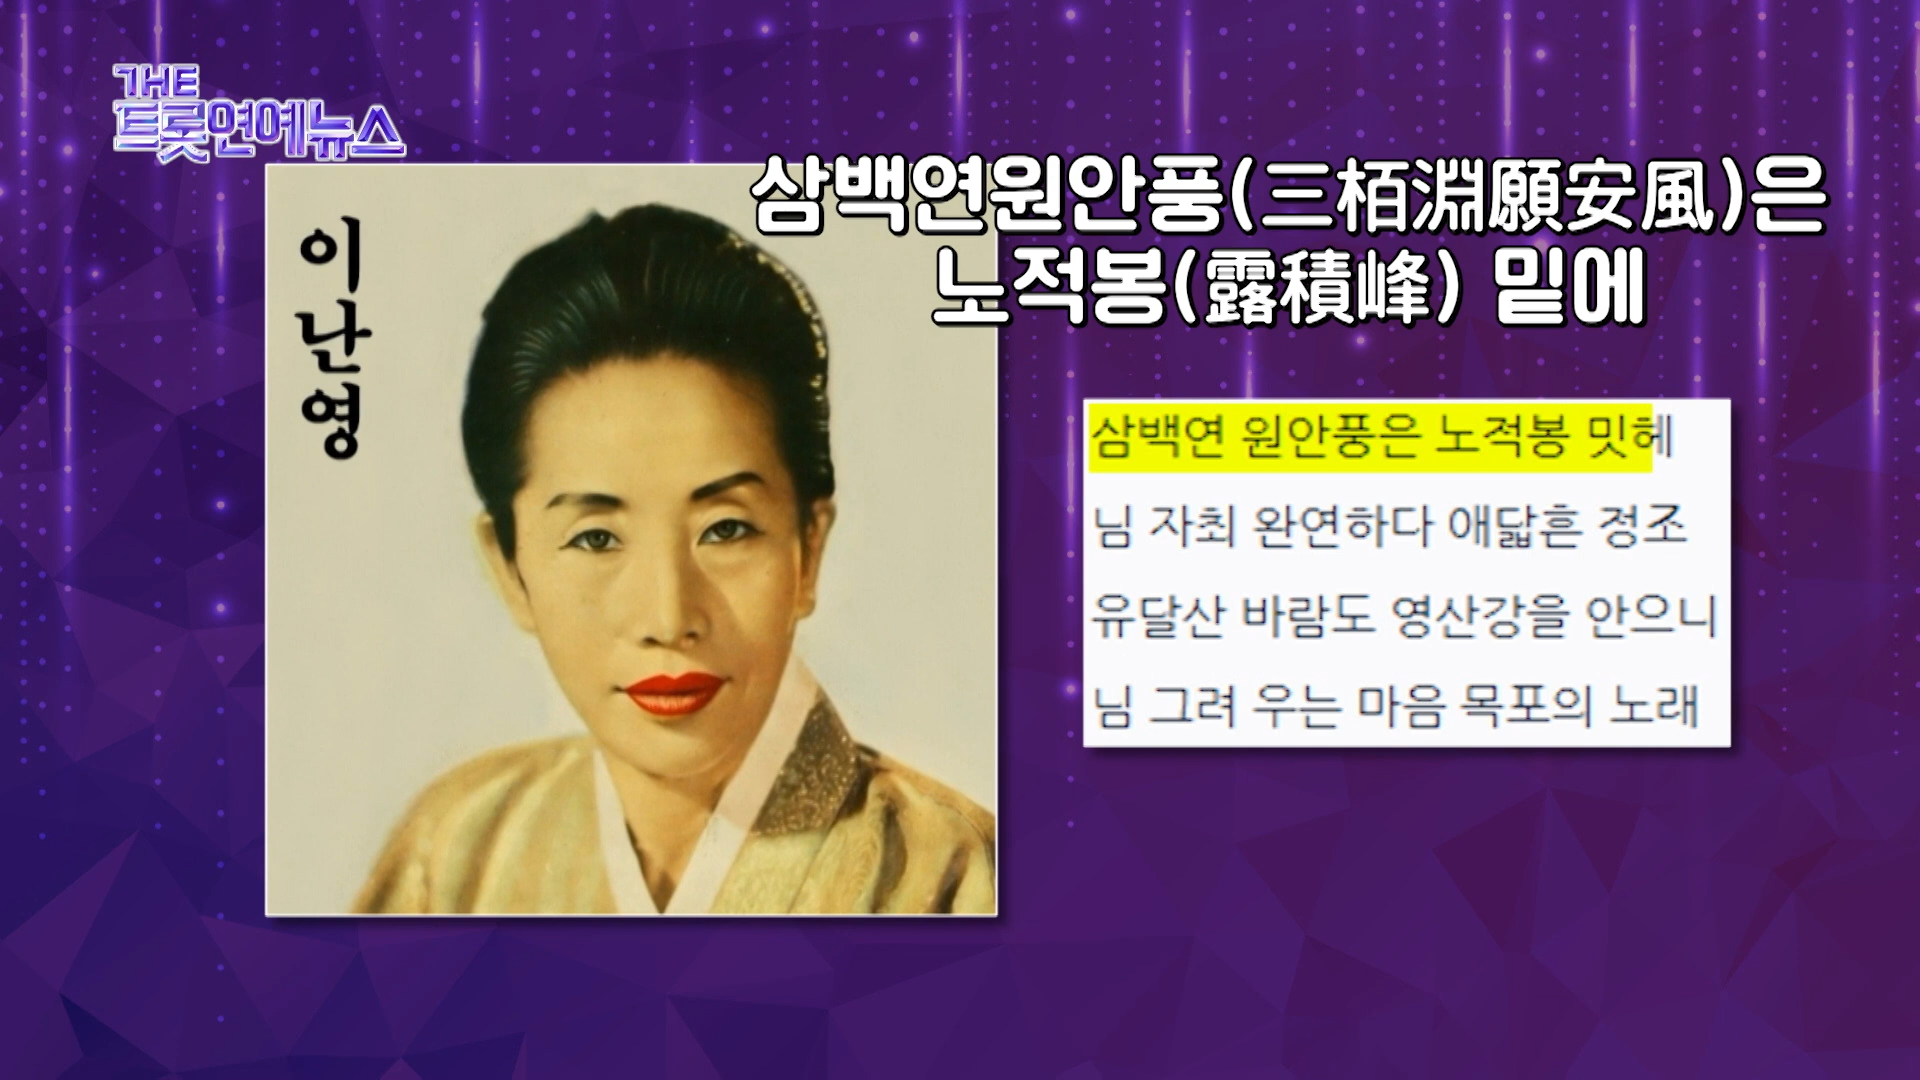 THE
트롯연예뉴스
이난영
삼백연원안풍(三栢淵願安風)은
노적봉(露積峰) 밑에
삼백연 원안풍은 노적봉 밋헤
님 자최 완연하다 애닯흔 정조
유달산 바람도 영산강을 안으니
님 그려 우는 마음 목포의 노래